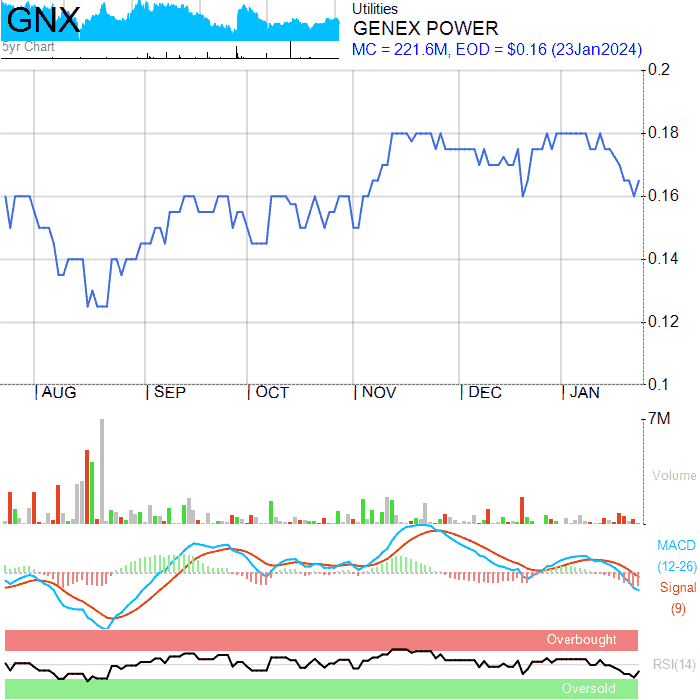 GNX
5yr Chart
Utilities
GENEX POWER
MC = 221.6M, EOD = $0.16 (23Jan2024)
0.2
0.18
0.16
0.14
0.12
0.1
AUG SEP OCT NOV DEC JAN
7M
Volume
MACD
(12-26)
Signal
(9)
Overbought
RSI(14)
Oversold